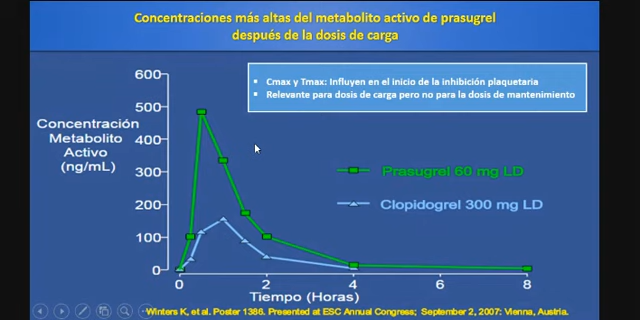 Concentraciones más altas del metabolito activo de prasugrel
después de la dosis de carga
Cmax y Tmax: Influyen en el inicio de la inhibición plaquetaria
Relevante para dosis de carga pero no para la dosis de mantenimiento
Concentración
Metabolito
Activo
(ng/mL)
600
500
400
300
200
100
0
Prasugrel 60 mg LD
Clopidogrel 300 mg LD
0 2 4 6 8
Tiempo (Horas)
Winters K, et al. Poster 1386. Presented at ESC Annual Congress; September 2, 2007: Vienna, Austria.